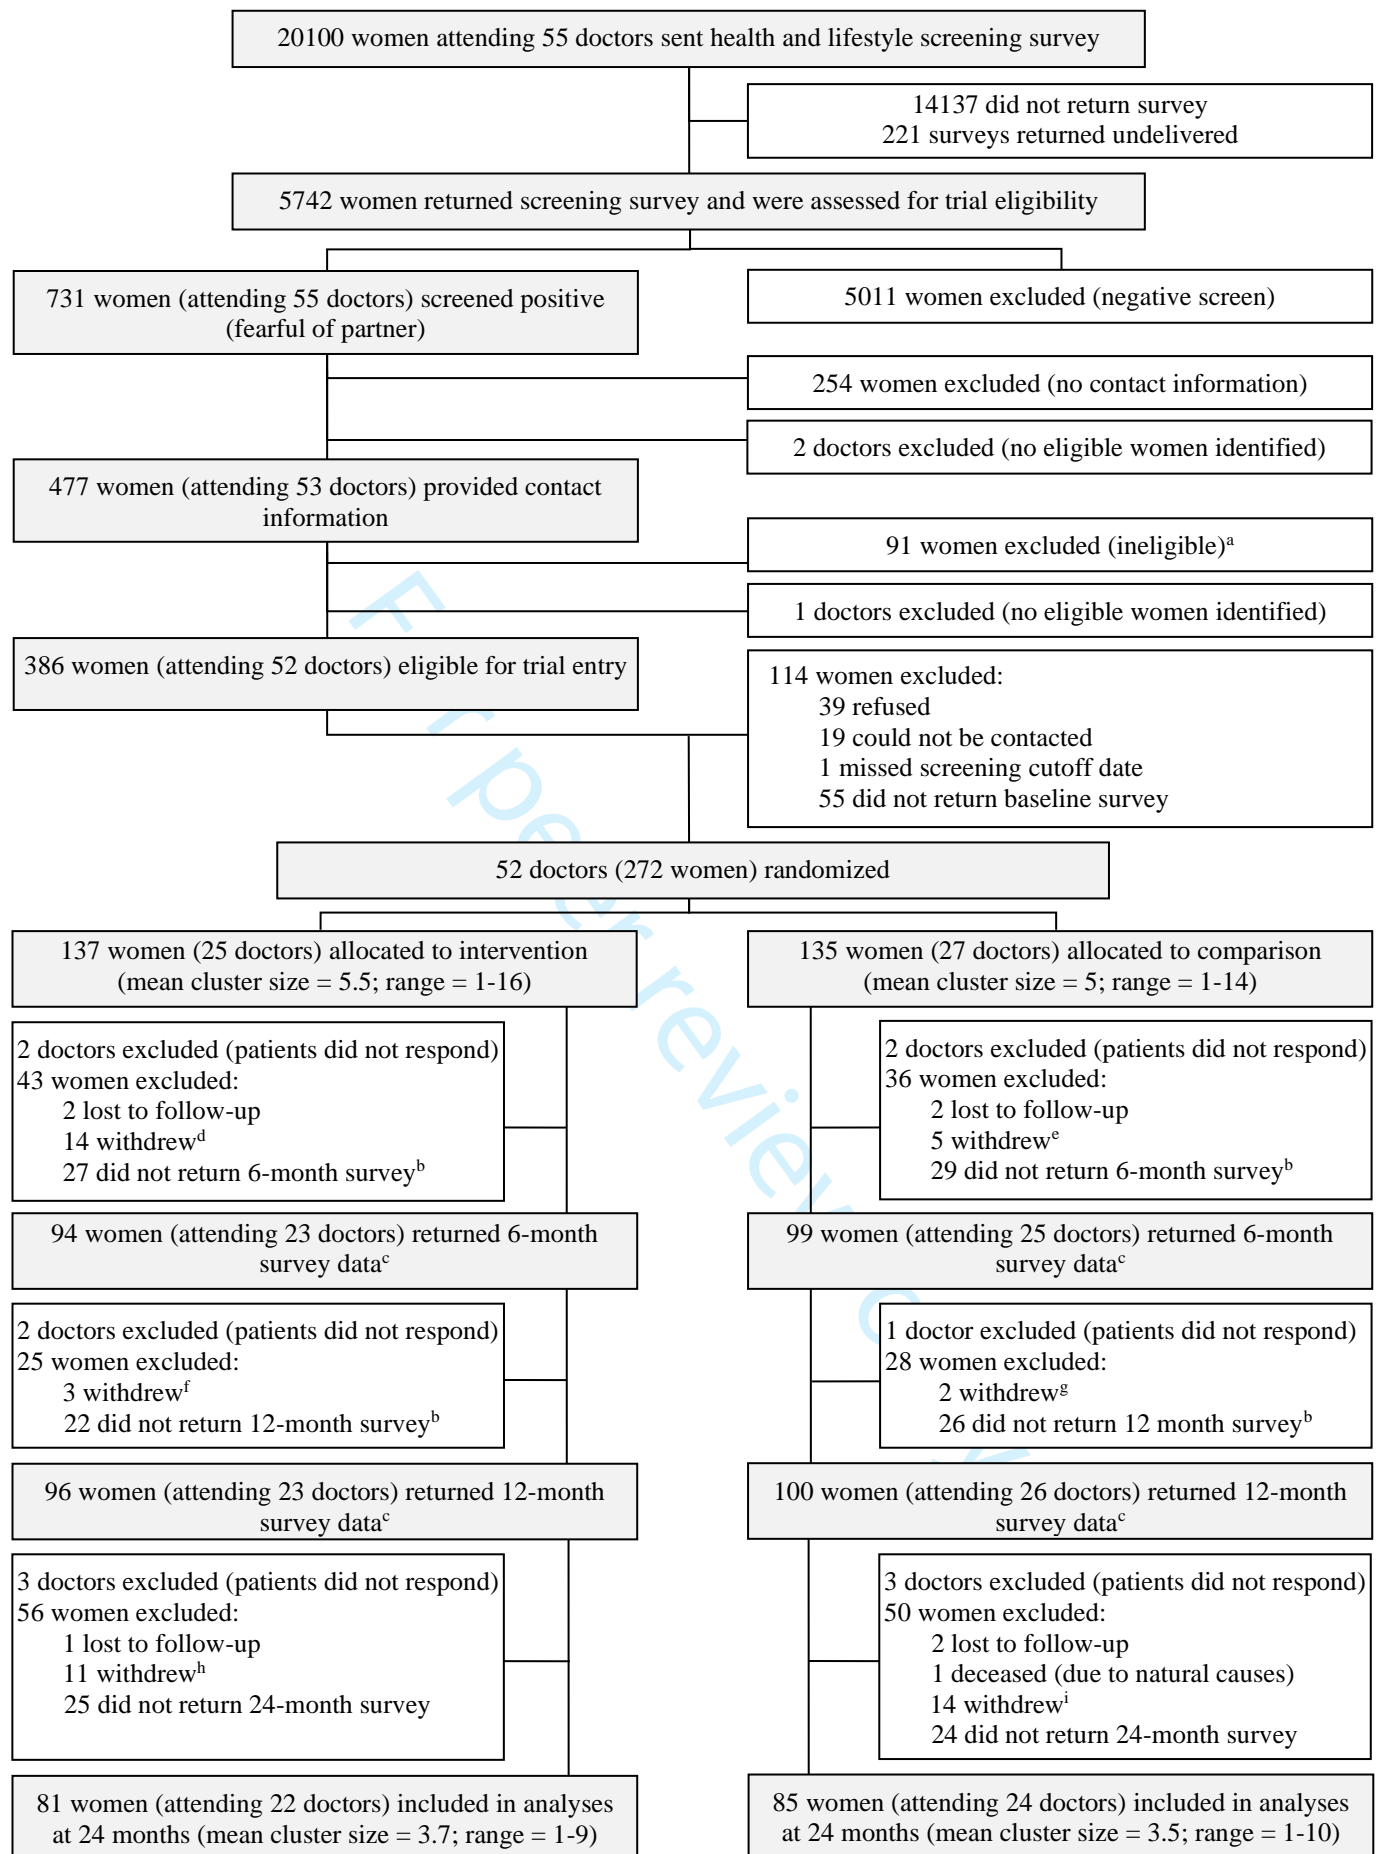 20100 women attending 55 doctors sent health and lifestyle screening survey
14137 did not return survey
221 surveys returned undelivered
5742 women returned screening survey and were assessed for trial eligibility
731 women (attending 55 doctors) screened positive
(fearful of partner)
5011 women excluded (negative screen)
254 women excluded (no contact information)
2 doctors excluded (no eligible women identified)
477 women (attending 53 doctors) provided contact
information
91 women excluded (ineligible)ᵃ
1 doctors excluded (no eligible women identified)
386 women (attending 52 doctors) eligible for trial entry
114 women excluded:
39 refused
19 could not be contacted
1 missed screening cutoff date
55 did not return baseline survey
52 doctors (272 women) randomized
137 women (25 doctors) allocated to intervention
(mean cluster size = 5.5; range = 1-16)
135 women (27 doctors) allocated to comparison
(mean cluster size = 5; range = 1-14)
2 doctors excluded (patients did not respond)
43 women excluded:
2 lost to follow-up
14 withdrewᵈ
27 did not return 6-month surveyᵇ
2 doctors excluded (patients did not respond)
36 women excluded:
2 lost to follow-up
5 withdrewᵉ
29 did not return 6-month surveyᵇ
94 women (attending 23 doctors) returned 6-month
survey dataᶜ
99 women (attending 25 doctors) returned 6-month
survey dataᶜ
2 doctors excluded (patients did not respond)
25 women excluded:
3 withdrewᶠ
22 did not return 12-month surveyᵇ
1 doctor excluded (patients did not respond)
28 women excluded:
2 withdrewᵍ
26 did not return 12 month surveyᵇ
96 women (attending 23 doctors) returned 12-month
survey dataᶜ
100 women (attending 26 doctors) returned 12-month
survey dataᶜ
3 doctors excluded (patients did not respond)
56 women excluded:
1 lost to follow-up
11 withdrewʰ
25 did not return 24-month survey
3 doctors excluded (patients did not respond)
50 women excluded:
2 lost to follow-up
1 deceased (due to natural causes)
14 withdrewⁱ
24 did not return 24-month survey
81 women (attending 22 doctors) included in analyses
at 24 months (mean cluster size = 3.7; range = 1-9)
85 women (attending 24 doctors) included in analyses
at 24 months (mean cluster size = 3.5; range = 1-10)